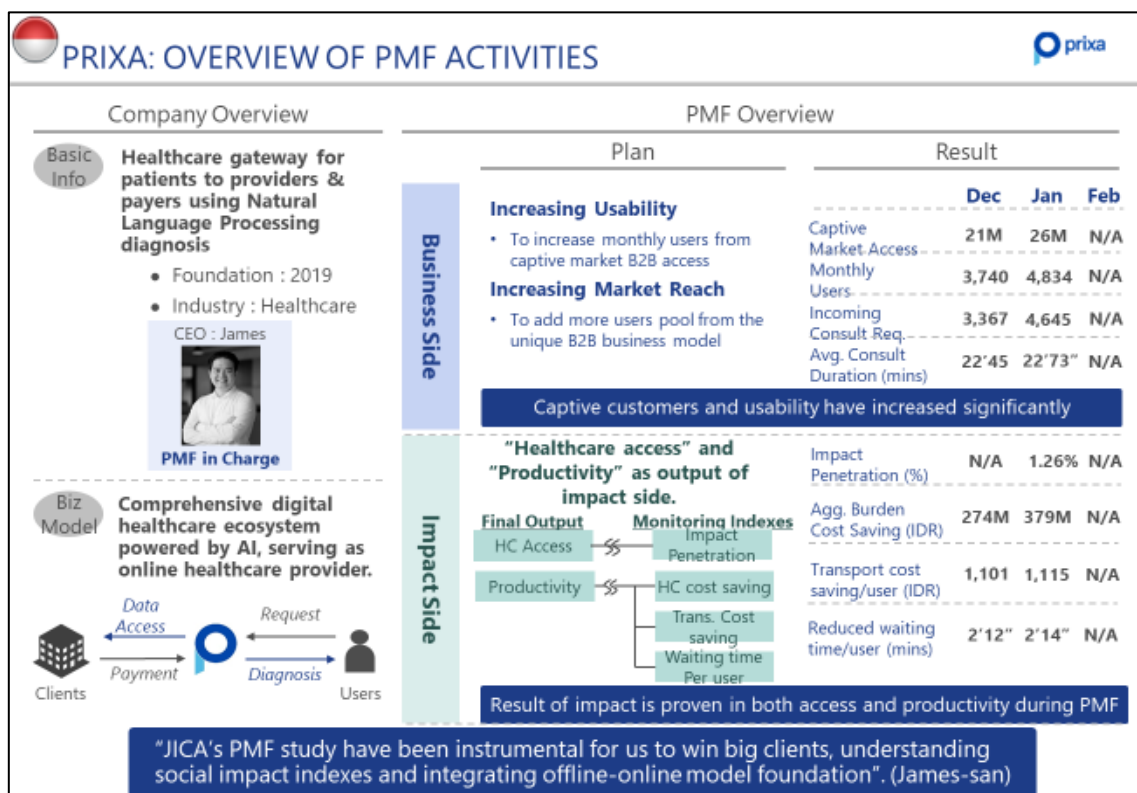 PRIXA: OVERVIEW OF PMF ACTIVITIES
prixa
Company Overview
Basic
Info
Healthcare gateway for
patients to providers &
payers using Natural
Language Processing
diagnosis
• Foundation : 2019
• Industry : Healthcare
CEO : James
PMF in Charge
Biz
Model
Comprehensive digital
healthcare ecosystem
powered by AI, serving as
online healthcare provider.
Data
Access
Request
Payment
Diagnosis
Clients
Users
PMF Overview
Plan
Result
Business Side
Increasing Usability
• To increase monthly users from
captive market B2B access
Increasing Market Reach
• To add more users pool from the
unique B2B business model
Dec Jan Feb
Captive
Market Access 21M 26M N/A
Monthly
Users 3,740 4,834 N/A
Incoming
Consult Req. 3,367 4,645 N/A
Avg. Consult
Duration (mins) 22'45 22'73" N/A
Captive customers and usability have increased significantly
Impact Side
"Healthcare access" and
"Productivity" as output of
impact side.
Final Output Monitoring Indexes
HC Access
Impact
Penetration
Productivity
HC cost saving
Trans. Cost
saving
Waiting time
Per user
Impact
Penetration (%) N/A 1.26% N/A
Agg. Burden
Cost Saving (IDR) 274M 379M N/A
Transport cost
saving/user (IDR) 1,101 1,115 N/A
Reduced waiting
time/user (mins) 2'12" 2'14" N/A
Result of impact is proven in both access and productivity during PMF
"JICA's PMF study have been instrumental for us to win big clients, understanding
social impact indexes and integrating offline-online model foundation". (James-san)